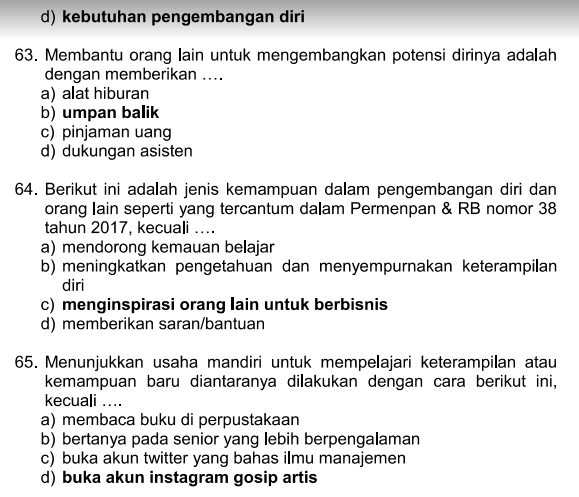 d) kebutuhan pengembangan diri
63. Membantu orang lain untuk mengembangkan potensi dirinya adalah
dengan memberikan ….
a) alat hiburan
b) umpan balik
c) pinjaman uang
d) dukungan asisten
64. Berikut ini adalah jenis kemampuan dalam pengembangan diri dan
orang lain seperti yang tercantum dalam Permenpan & RB nomor 38
tahun 2017, kecuali ….
a) mendorong kemauan belajar
b) meningkatkan pengetahuan dan menyempurnakan keterampilan
diri
c) menginspirasi orang lain untuk berbisnis
d) memberikan saran/bantuan
65. Menunjukkan usaha mandiri untuk mempelajari keterampilan atau
kemampuan baru diantaranya dilakukan dengan cara berikut ini,
kecuali ….
a) membaca buku di perpustakaan
b) bertanya pada senior yang lebih berpengalaman
c) buka akun twitter yang bahas ilmu manajemen
d) buka akun instagram gosip artis